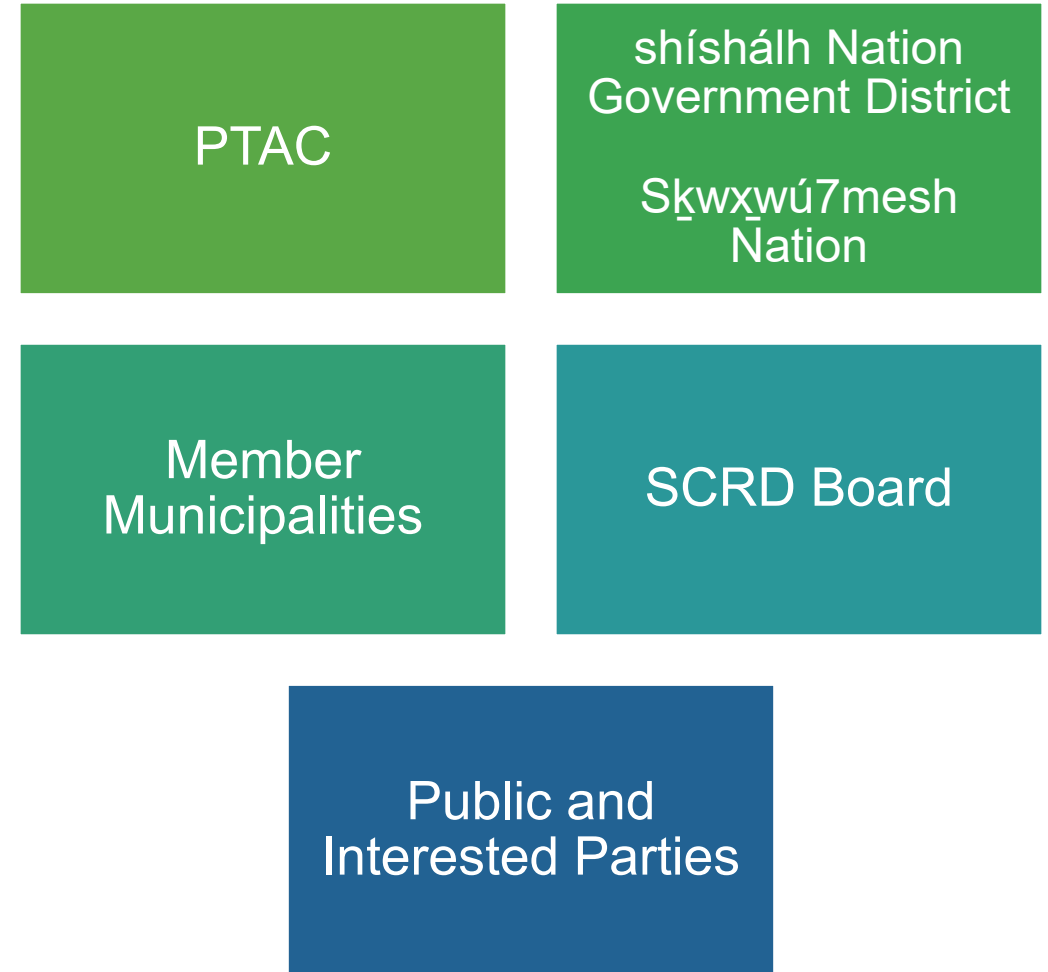 PTAC
shíshálh Nation
Government District
Sḵwx̱wú7mesh
Nation
Member
Municipalities
SCRD Board
Public and
Interested Parties